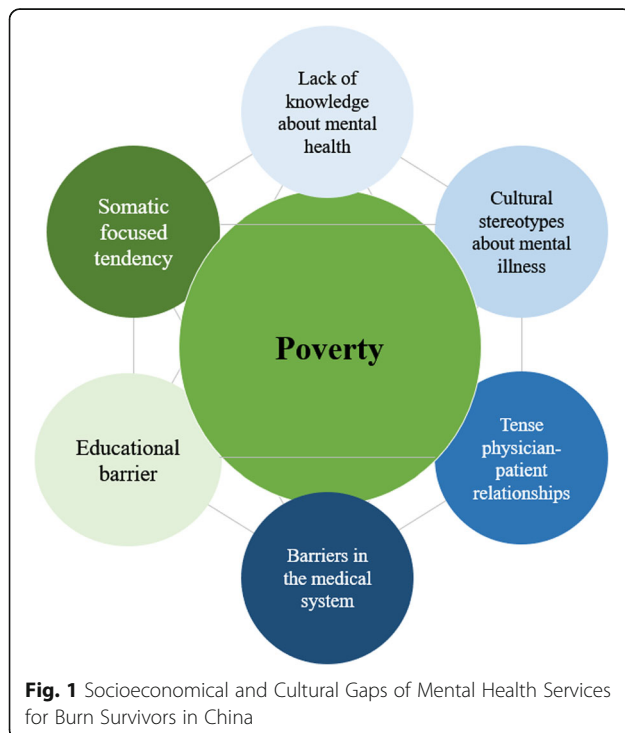 Lack of
knowledge
about mental
health
Somatic
focused
tendency
Cultural
stereotypes
about mental
illness
Poverty
Educational
barrier
Tense
physician-
patient
relationships
Barriers in
the medical
system
Fig. 1 Socioeconomical and Cultural Gaps of Mental Health Services
for Burn Survivors in China